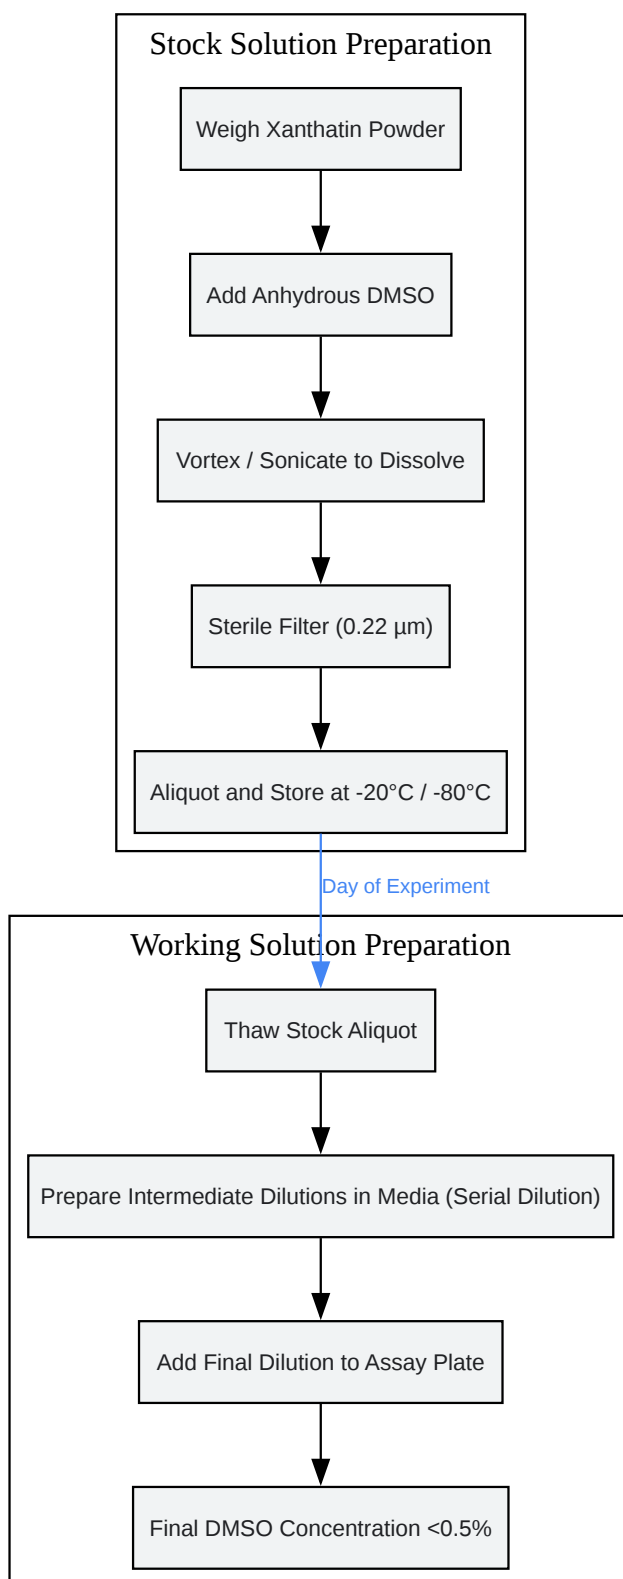 Stock Solution Preparation
Weigh Xanthatin Powder
Add Anhydrous DMSO
Vortex / Sonicate to Dissolve
Sterile Filter (0.22 µm)
Aliquot and Store at -20°C / -80°C
Day of Experiment
Working Solution Preparation
Thaw Stock Aliquot
Prepare Intermediate Dilutions in Media (Serial Dilution)
Add Final Dilution to Assay Plate
Final DMSO Concentration <0.5%